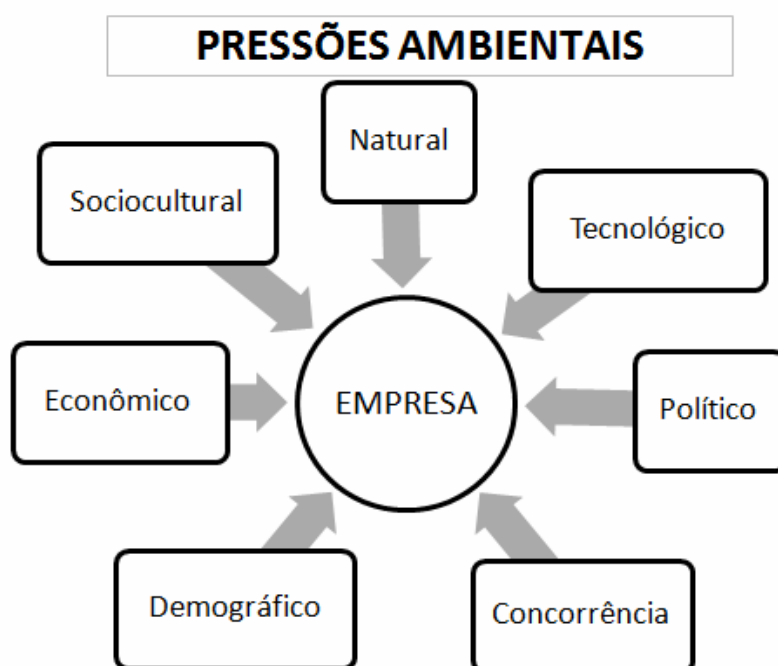 PRESSÕES AMBIENTAIS
Natural
Sociocultural
Tecnológico
Econômico
EMPRESA
Político
Demográfico
Concorrência